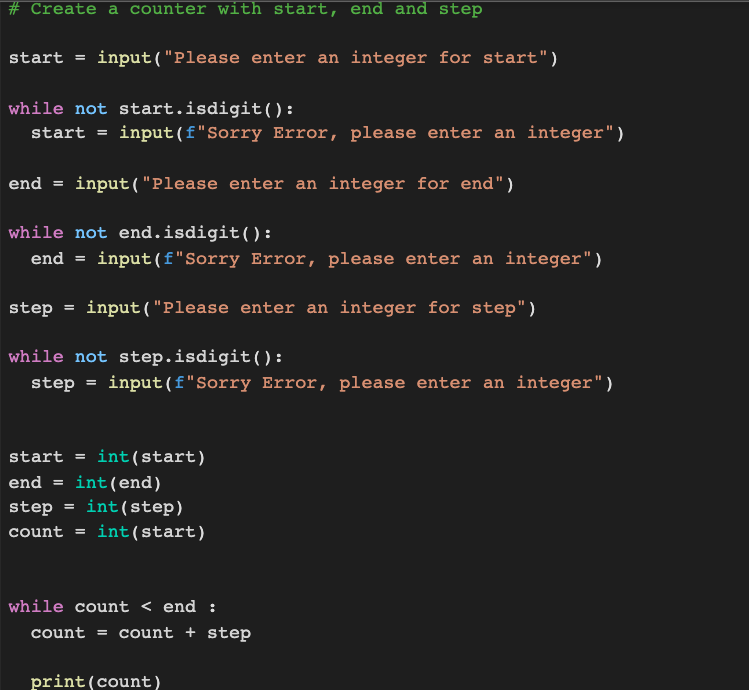 # Create a counter with start, end and step
start = input("Please enter an integer for start")
while not start.isdigit():
  start = input(f"Sorry Error, please enter an integer")
end = input("Please enter an integer for end")
while not end.isdigit():
  end = input(f"Sorry Error, please enter an integer")
step = input("Please enter an integer for step")
while not step.isdigit():
  step = input(f"Sorry Error, please enter an integer")
start = int(start)
end = int(end)
step = int(step)
count = int(start)
while count < end :
  count = count + step
  print(count)